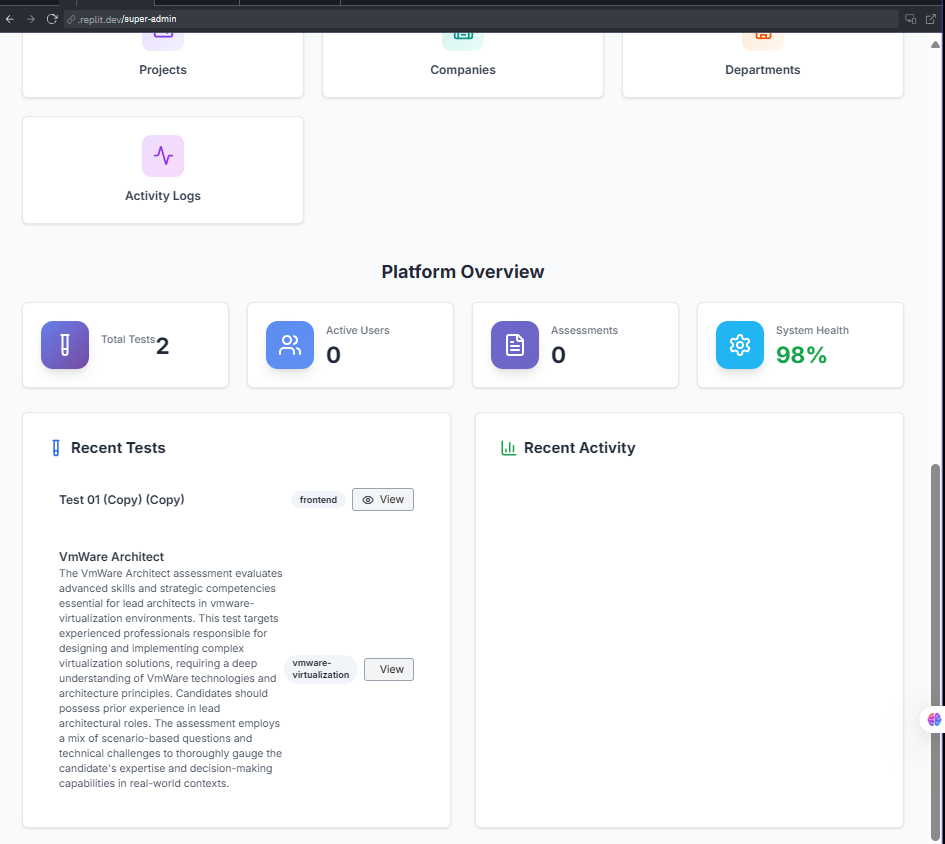 .replit.dev/super-admin
Projects
Companies
Departments
Activity Logs
Platform Overview
Total Tests 2
Active Users
0
Assessments
0
System Health
98%
Recent Tests
Test 01 (Copy) (Copy)
frontend
View
VmWare Architect
The VmWare Architect assessment evaluates
advanced skills and strategic competencies
essential for lead architects in vmware-
virtualization environments. This test targets
experienced professionals responsible for
designing and implementing complex
virtualization solutions, requiring a deep
understanding of VmWare technologies and
architecture principles. Candidates should
possess prior experience in lead
architectural roles. The assessment employs
a mix of scenario-based questions and
technical challenges to thoroughly gauge the
candidate's expertise and decision-making
capabilities in real-world contexts.
vmware-
virtualization
View
Recent Activity